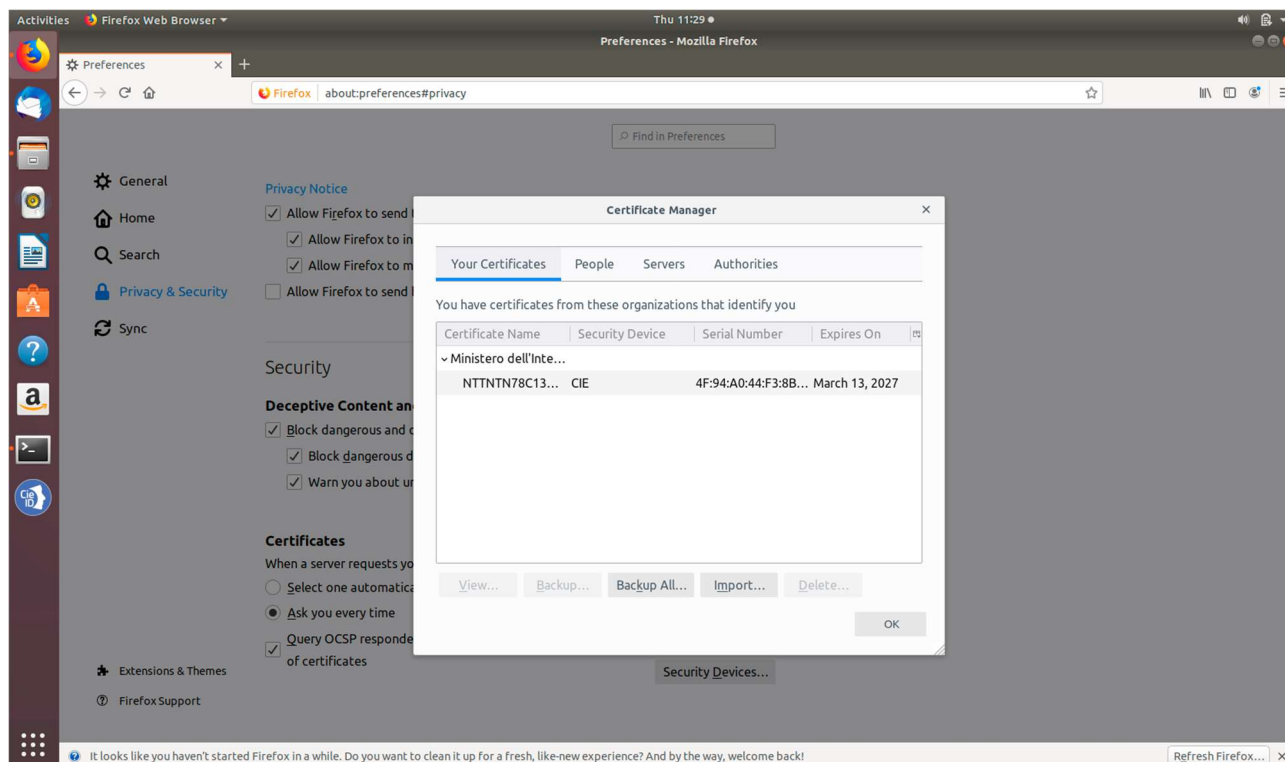 Activities Firefox Web Browser Thu 11:29
Preferences - Mozilla Firefox
Preferences
Firefox about:preferences#privacy
Find in Preferences
General
Home
Search
Privacy & Security
Sync
Privacy Notice
Allow Firefox to send
Allow Firefox to in
Allow Firefox to m
Allow Firefox to send
Security
Deceptive Content an
Block dangerous and
Block dangerous d
Warn you about un
Certificates
When a server requests yo
Select one automatica
Ask you every time
Query OCSP responde
of certificates
Security Devices...
Certificate Manager
Your Certificates People Servers Authorities
You have certificates from these organizations that identify you
Certificate Name Security Device Serial Number Expires On
Ministero dell'Inte...
NTTNTN78C13... CIE 4F:94:A0:44:F3:8B... March 13, 2027
View... Backup... Backup All... Import... Delete...
OK
Extensions & Themes
Firefox Support
Cie ID
It looks like you haven't started Firefox in a while. Do you want to clean it up for a fresh, like-new experience? And by the way, welcome back! Refresh Firefox...